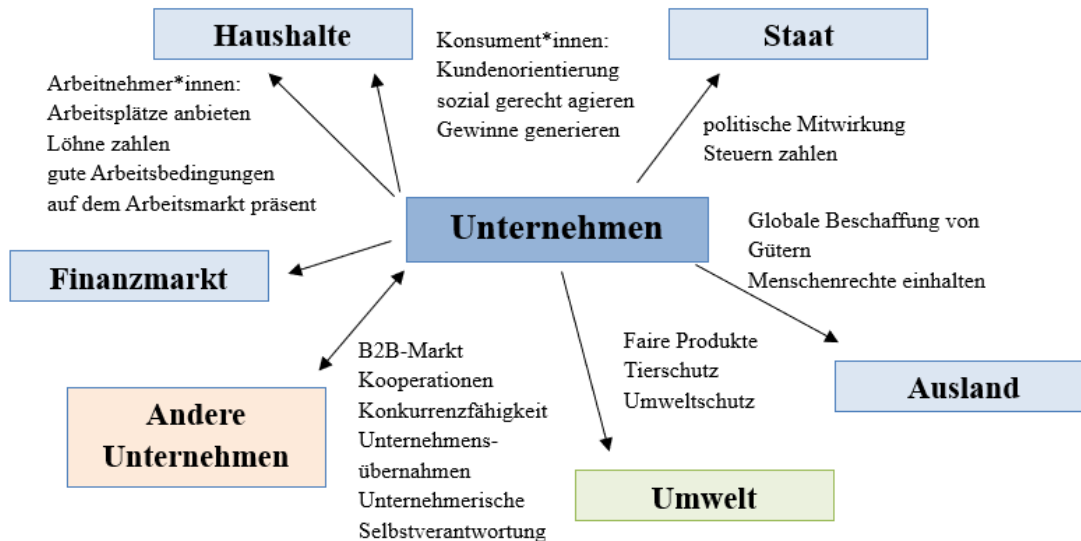 Haushalte
Konsument*innen:
Kundenorientierung
sozial gerecht agieren
Gewinne generieren
Staat
Arbeitnehmer*innen:
Arbeitsplätze anbieten
Löhne zahlen
gute Arbeitsbedingungen
auf dem Arbeitsmarkt präsent
politische Mitwirkung
Steuern zahlen
Unternehmen
Globale Beschaffung von
Gütern
Menschenrechte einhalten
Finanzmarkt
B2B-Markt
Kooperationen
Konkurrenzfähigkeit
Unternehmens-
übernahmen
Unternehmerische
Selbstverantwortung
Faire Produkte
Tierschutz
Umweltschutz
Ausland
Andere
Unternehmen
Umwelt